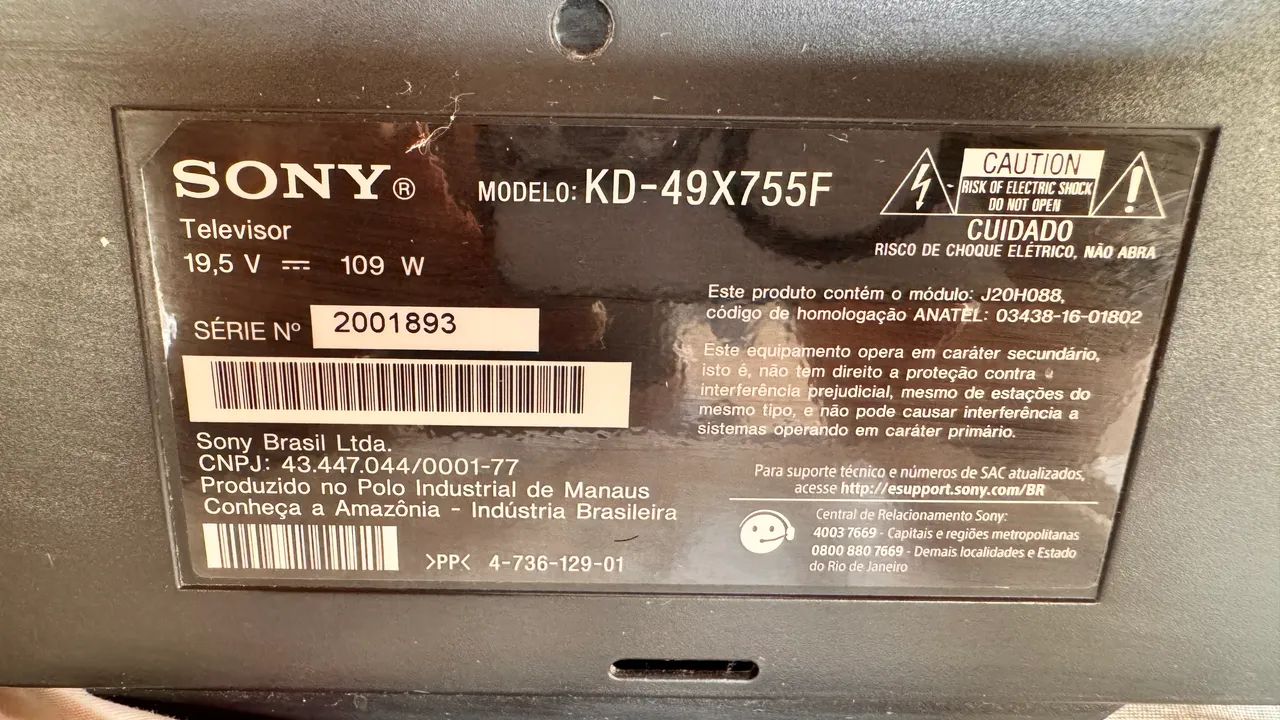 SONY®
MODELO: KD-49X755F
Televisor
19,5 V ⎓ 109 W
SÉRIE Nº 2001893
Sony Brasil Ltda.
CNPJ: 43.447.044/0001-77
Produzido no Polo Industrial de Manaus
Conheça a Amazônia - Indústria Brasileira
>PP< 4-736-129-01
CAUTION
RISK OF ELECTRIC SHOCK
DO NOT OPEN
CUIDADO
RISCO DE CHOQUE ELÉTRICO, NÃO ABRA
Este produto contém o módulo: J20H088,
código de homologação ANATEL: 03438-16-01802
Este equipamento opera em caráter secundário,
isto é, não tem direito a proteção contra
interferência prejudicial, mesmo de estações do
mesmo tipo, e não pode causar interferência a
sistemas operando em caráter primário.
Para suporte técnico e números de SAC atualizados,
acesse http://esupport.sony.com/BR
Central de Relacionamento Sony:
4003 7669 - Capitais e regiões metropolitanas
0800 880 7669 - Demais localidades e Estado
do Rio de Janeiro